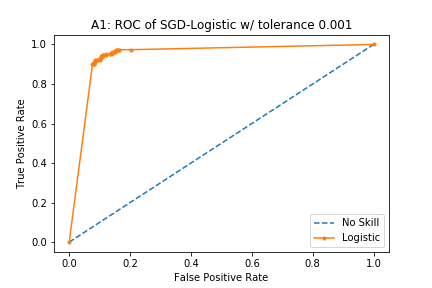 A1: ROC of SGD-Logistic w/ tolerance 0.001
1.0
0.8
0.6
0.4
0.2
0.0
True Positive Rate
No Skill
Logistic
0.0 0.2 0.4 0.6 0.8 1.0
False Positive Rate